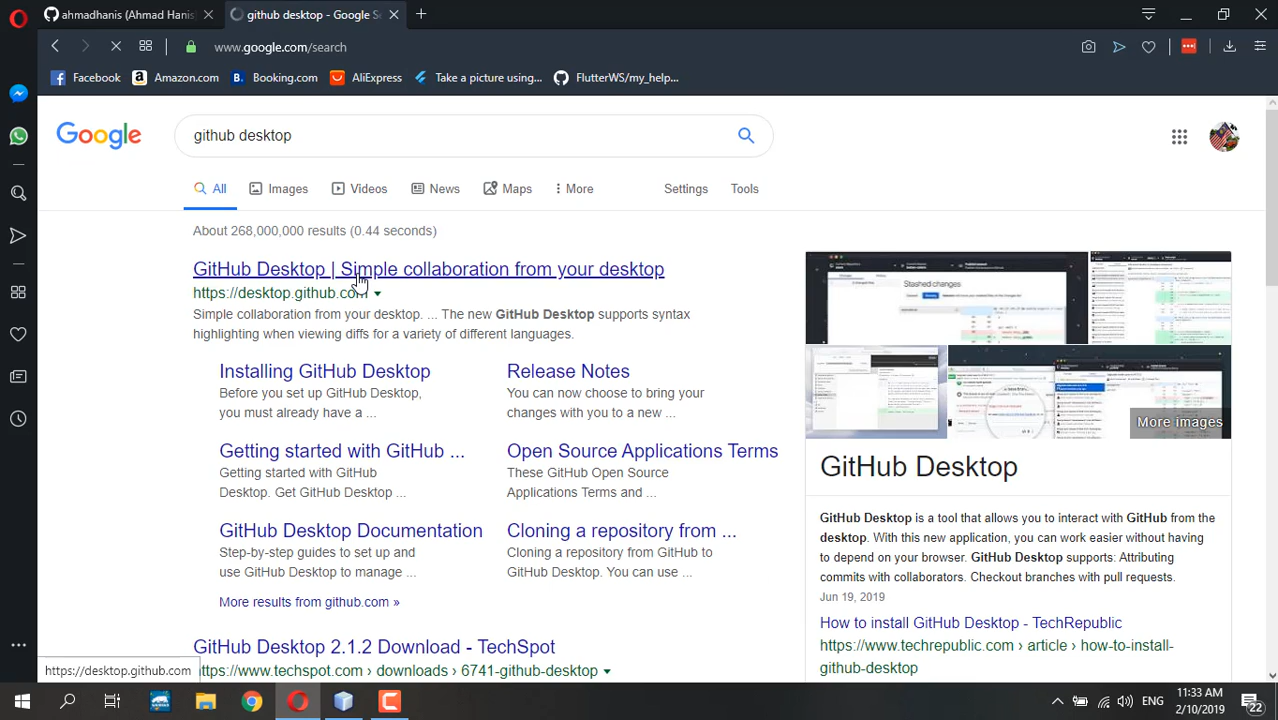 ahmadhanis (Ahmad Hanis)
github desktop - Google Se
www.google.com/search
Facebook
Amazon.com
Booking.com
AliExpress
Take a picture using...
FlutterWS/my_help...
Google
github desktop
All
Images
Videos
News
Maps
More
Settings
Tools
About 268,000,000 results (0.44 seconds)
GitHub Desktop | Simple collaboration from your desktop
https://desktop.github.com
Simple collaboration from your desktop. The new GitHub Desktop supports syntax
highlighting when viewing diffs for a variety of different languages.
Installing GitHub Desktop
Before you set up GitHub Desktop,
you must already have a ...
Release Notes
You can now choose to bring your
changes with you to a new ...
Getting started with GitHub ...
Getting started with GitHub
Desktop. Get GitHub Desktop ...
Open Source Applications Terms
These GitHub Open Source
Applications Terms and ...
GitHub Desktop Documentation
Step-by-step guides to set up and
use GitHub Desktop to manage ...
Cloning a repository from ...
Cloning a repository from GitHub to
GitHub Desktop. You can use ...
More results from github.com »
GitHub Desktop 2.1.2 Download - TechSpot
https://www.techspot.com › downloads › 6741-github-desktop
More images
GitHub Desktop
GitHub Desktop is a tool that allows you to interact with GitHub from the
desktop. With this new application, you can work easier without having
to depend on your browser. GitHub Desktop supports: Attributing
commits with collaborators. Checkout branches with pull requests.
Jun 19, 2019
How to install GitHub Desktop - TechRepublic
https://www.techrepublic.com › article › how-to-install-
github-desktop
https://desktop.github.com
ENG
11:33 AM
2/10/2019
22